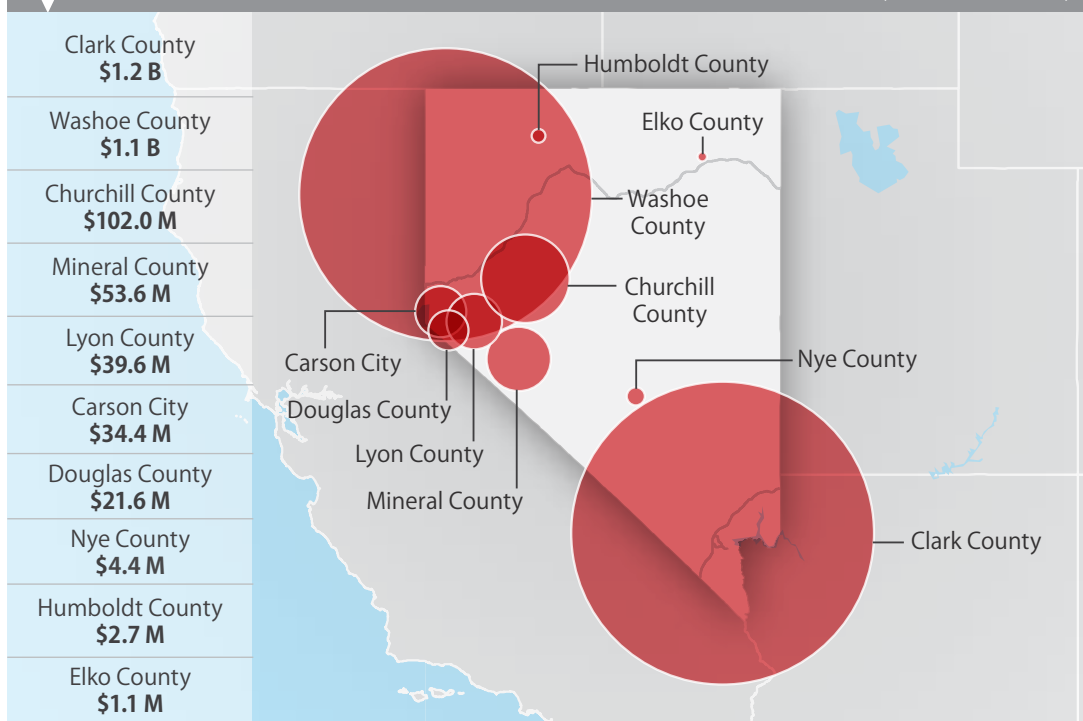 Clark County
$1.2 B
Washoe County
$1.1 B
Churchill County
$102.0 M
Mineral County
$53.6 M
Lyon County
$39.6 M
Carson City
$34.4 M
Douglas County
$21.6 M
Nye County
$4.4 M
Humboldt County
$2.7 M
Elko County
$1.1 M
Humboldt County
Elko County
Washoe
County
Churchill
County
Carson City
Nye County
Douglas County
Lyon County
Mineral County
Clark County